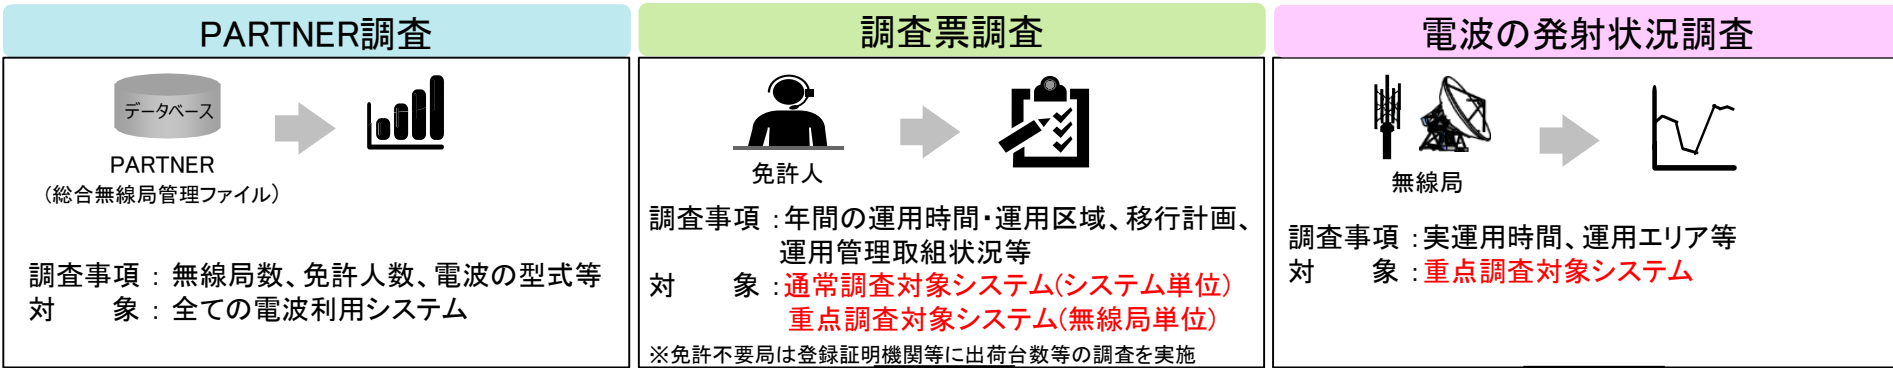 PARTNER調査
データベース
PARTNER
(総合無線局管理ファイル)
調査事項 : 無線局数、免許人数、電波の型式等
対　　象 : 全ての電波利用システム
調査票調査
免許人
調査事項 : 年間の運用時間・運用区域、移行計画、
運用管理取組状況等
対　　象 : 通常調査対象システム(システム単位)
重点調査対象システム(無線局単位)
※免許不要局は登録証明機関等に出荷台数等の調査を実施
電波の発射状況調査
無線局
調査事項 : 実運用時間、運用エリア等
対　　象 : 重点調査対象システム